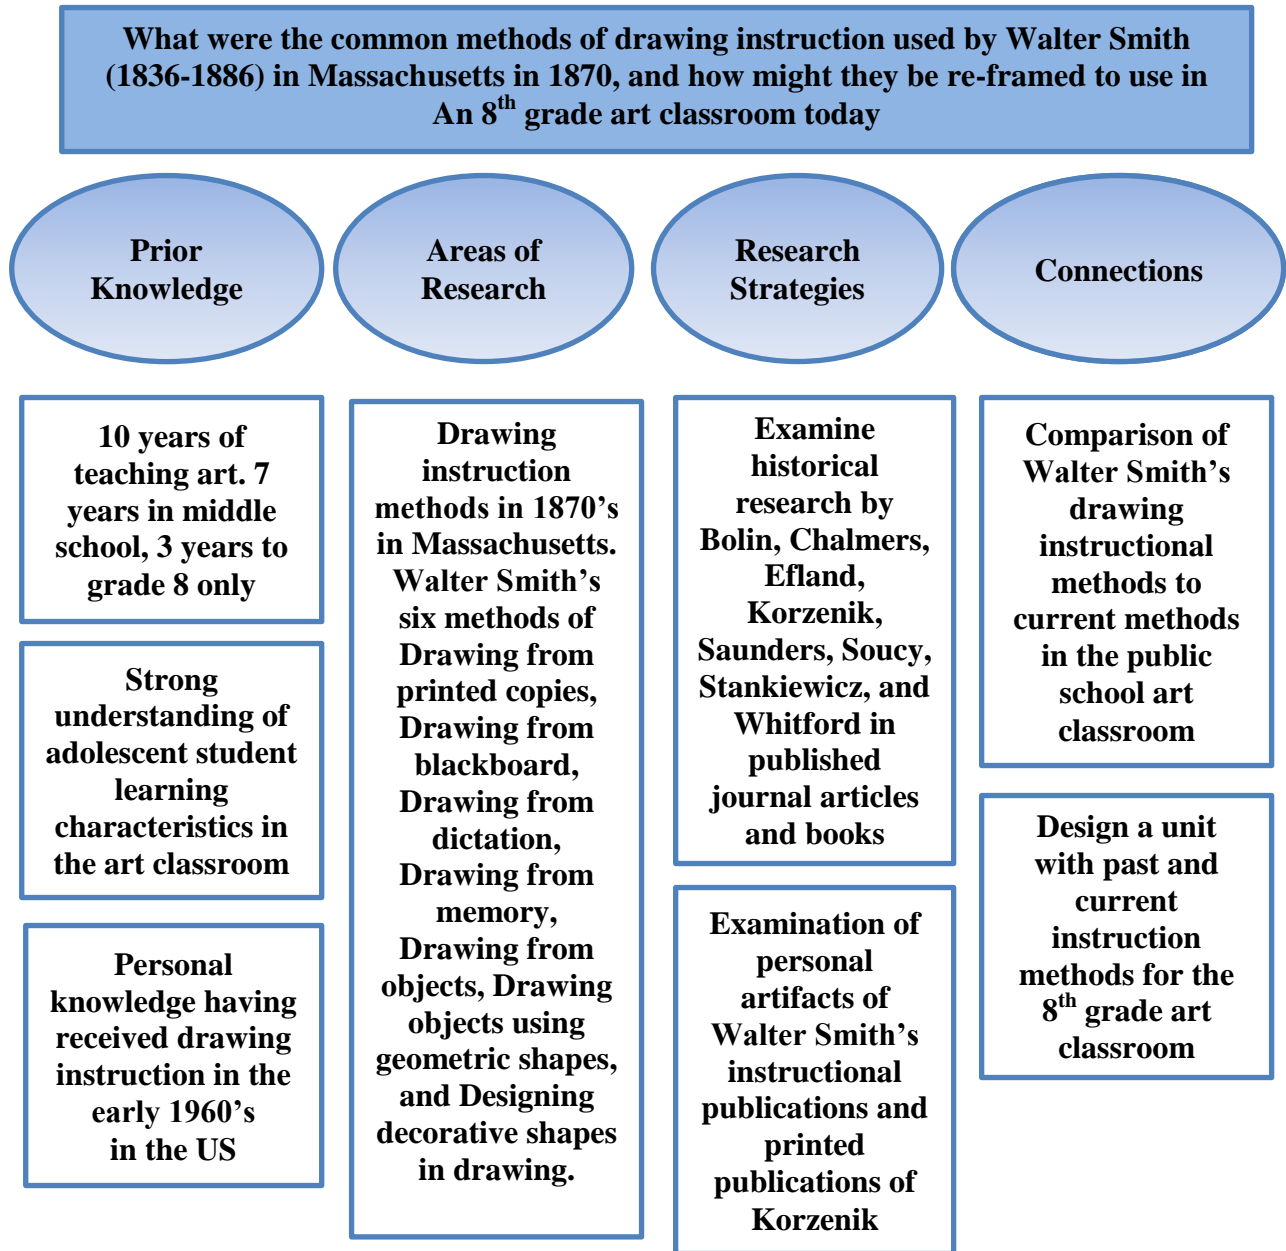 What were the common methods of drawing instruction used by Walter Smith
(1836-1886) in Massachusetts in 1870, and how might they be re-framed to use in
An 8th grade art classroom today
Prior
Knowledge
Areas of
Research
Research
Strategies
Connections
10 years of
teaching art. 7
years in middle
school, 3 years to
grade 8 only
Strong
understanding of
adolescent student
learning
characteristics in
the art classroom
Personal
knowledge having
received drawing
instruction in the
early 1960’s
in the US
Drawing
instruction
methods in 1870’s
in Massachusetts.
Walter Smith’s
six methods of
Drawing from
printed copies,
Drawing from
blackboard,
Drawing from
dictation,
Drawing from
memory,
Drawing from
objects, Drawing
objects using
geometric shapes,
and Designing
decorative shapes
in drawing.
Examine
historical
research by
Bolin, Chalmers,
Efland,
Korzenik,
Saunders, Soucy,
Stankiewicz, and
Whitford in
published
journal articles
and books
Examination of
personal
artifacts of
Walter Smith’s
instructional
publications and
printed
publications of
Korzenik
Comparison of
Walter Smith’s
drawing
instructional
methods to
current methods
in the public
school art
classroom
Design a unit
with past and
current
instruction
methods for the
8th grade art
classroom